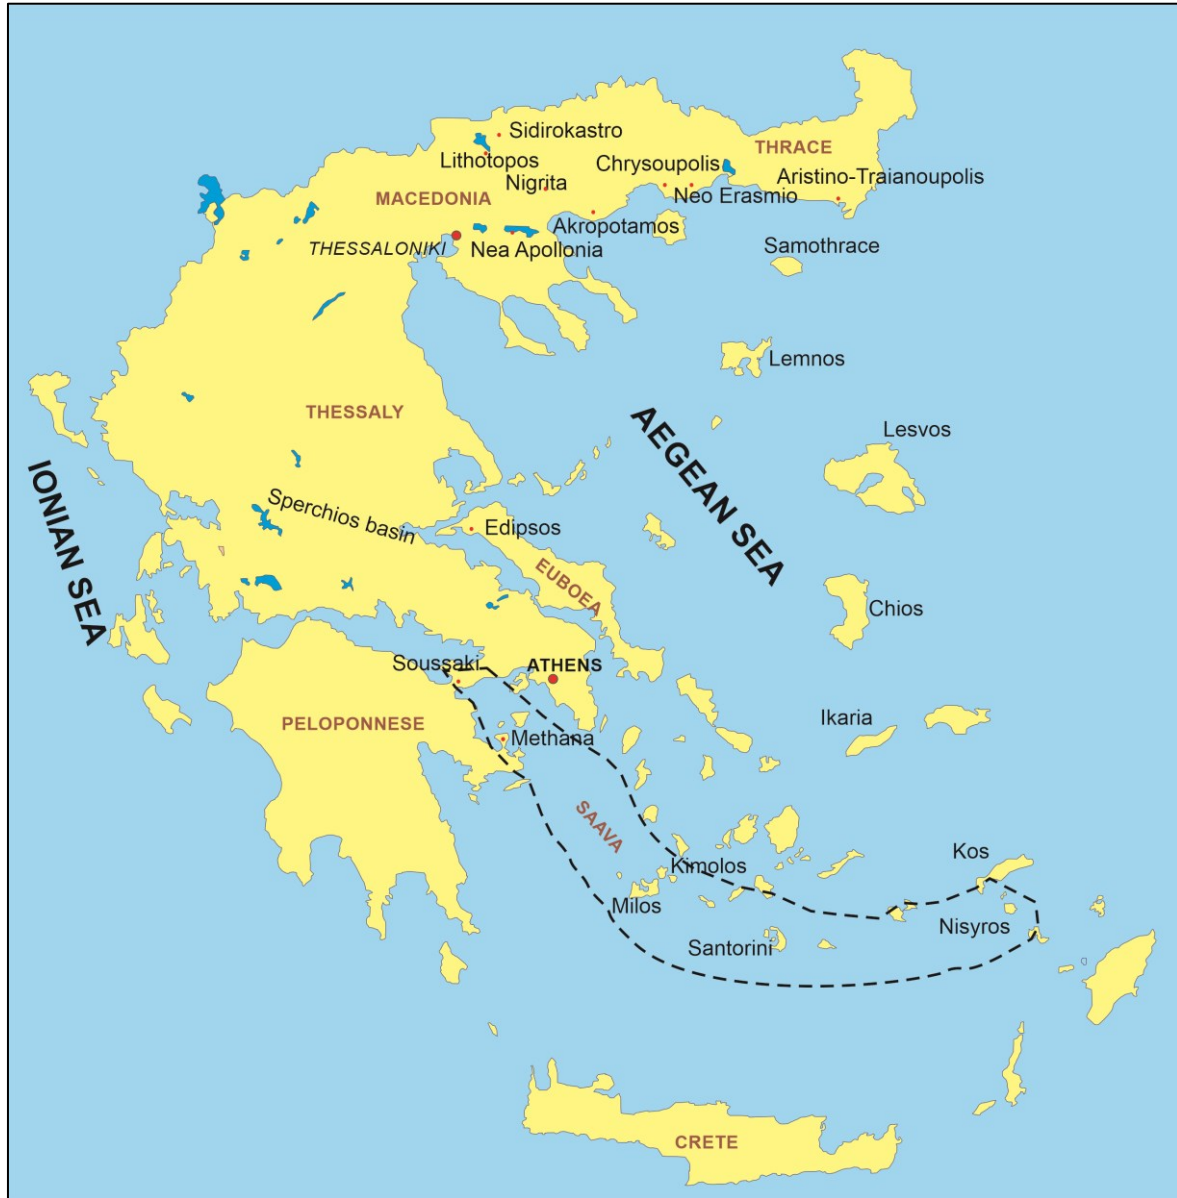 Sidirokastro
THRACE
Lithotopos
Chrysoupolis
Nigrita
Aristino-Traianoupolis
MACEDONIA
Neo Erasmio
Akropotamos
THESSALONIKI
Nea Apollonia
Samothrace
Lemnos
THESSALY
AEGEAN SEA
Lesvos
IONIAN SEA
Sperchios basin
Edipsos
EUBOEA
Chios
Soussaki
ATHENS
PELOPONNESE
Ikaria
Methana
SAAVA
Kos
Kimolos
Milos
Nisyros
Santorini
CRETE